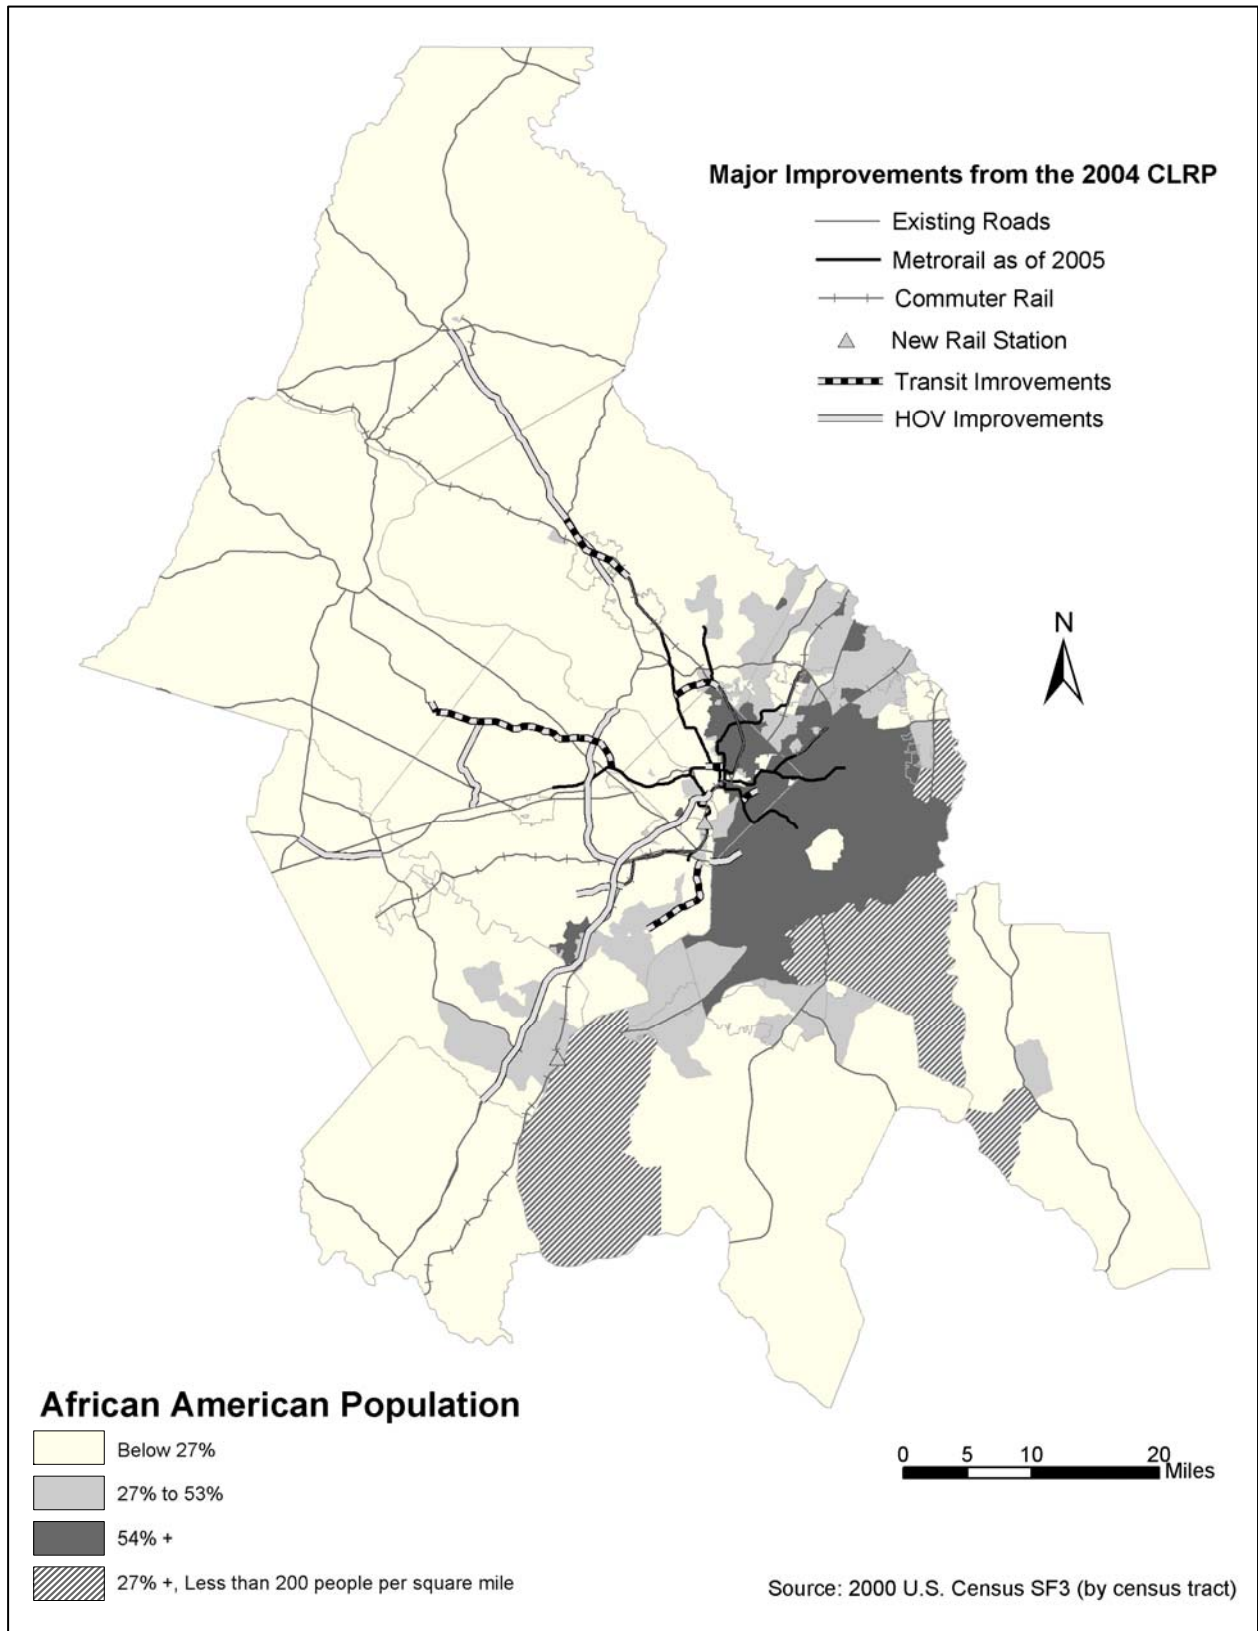 Major Improvements from the 2004 CLRP
Existing Roads
Metrorail as of 2005
Commuter Rail
New Rail Station
Transit Imrovements
HOV Improvements
N
African American Population
Below 27%
27% to 53%
54% +
27% +, Less than 200 people per square mile
0 5 10 20
Miles
Source: 2000 U.S. Census SF3 (by census tract)